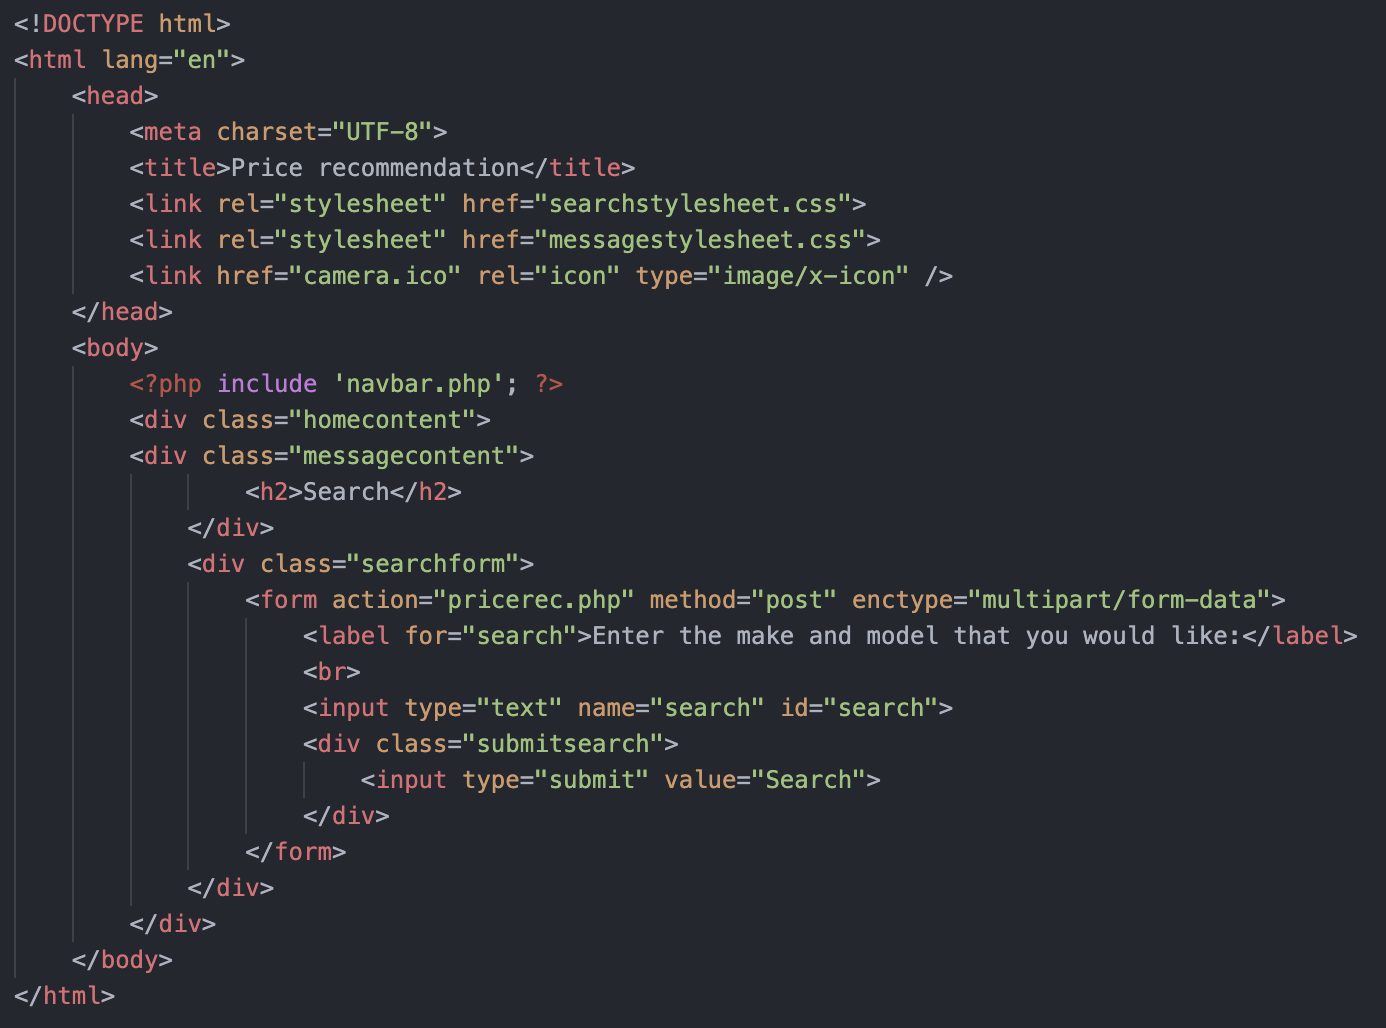 <!DOCTYPE html>
<html lang="en">
    <head>
        <meta charset="UTF-8">
        <title>Price recommendation</title>
        <link rel="stylesheet" href="searchstylesheet.css">
        <link rel="stylesheet" href="messagestylesheet.css">
        <link href="camera.ico" rel="icon" type="image/x-icon" />
    </head>
    <body>
        <?php include 'navbar.php'; ?>
        <div class="homecontent">
        <div class="messagecontent">
                <h2>Search</h2>
            </div>
            <div class="searchform">
                <form action="pricerec.php" method="post" enctype="multipart/form-data">
                    <label for="search">Enter the make and model that you would like:</label>
                    <br>
                    <input type="text" name="search" id="search">
                    <div class="submitsearch">
                        <input type="submit" value="Search">
                    </div>
                </form>
            </div>
        </div>
    </body>
</html>